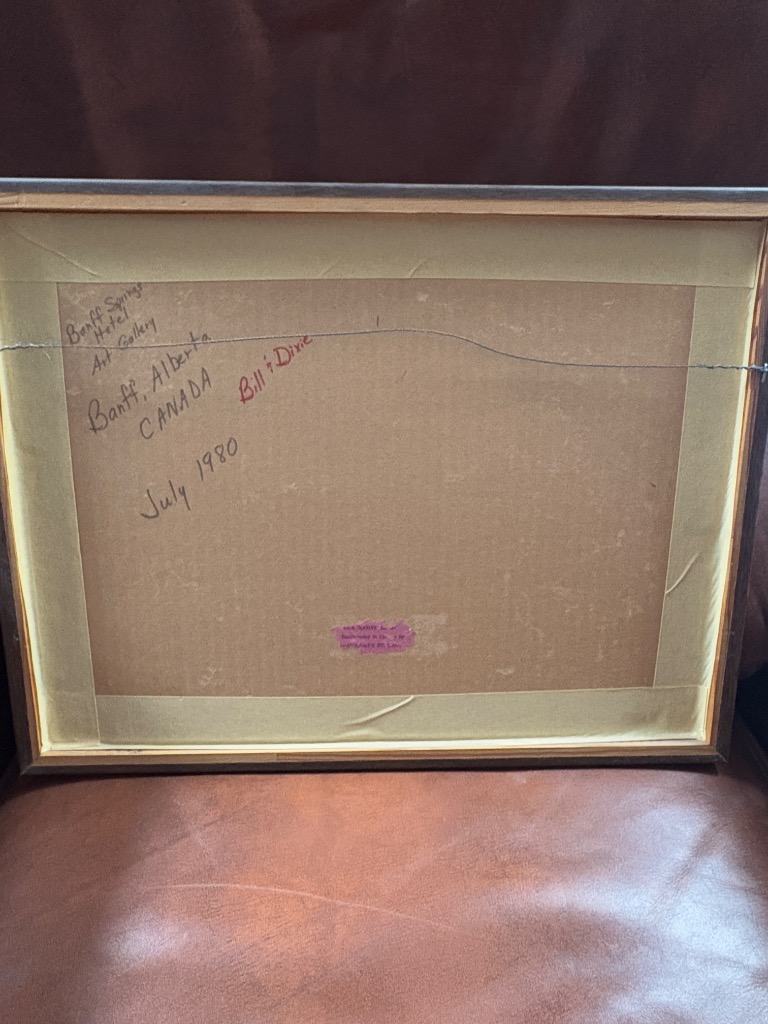 Banff Springs
Hotel
Art Gallery
Banff, Alberta
CANADA
Bill & Dixie
July 1980